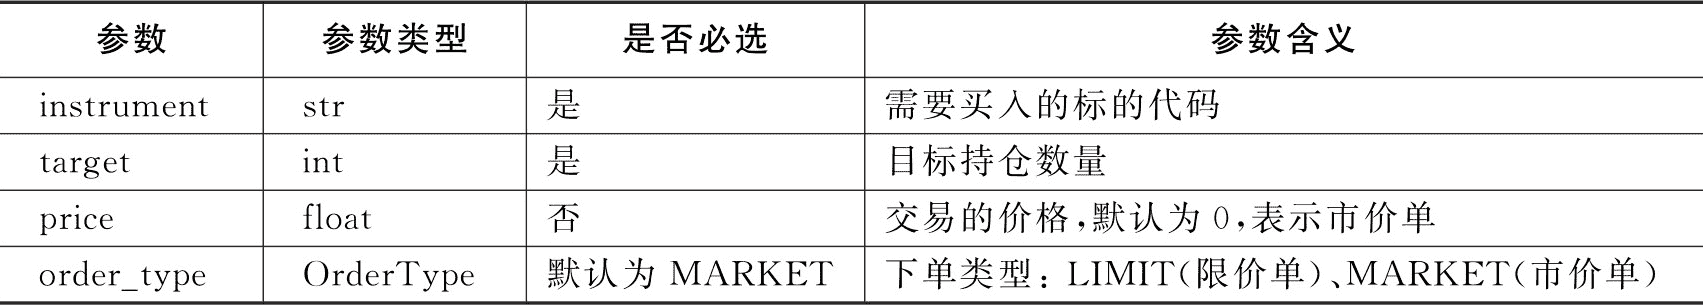 参数 参数类型 是否必选 参数含义
instrument str 是 需要买入的标的代码
target int 是 目标持仓数量
price float 否 交易的价格,默认为 0,表示市价单
order_type OrderType 默认为 MARKET 下单类型: LIMIT(限价单)、MARKET(市价单)